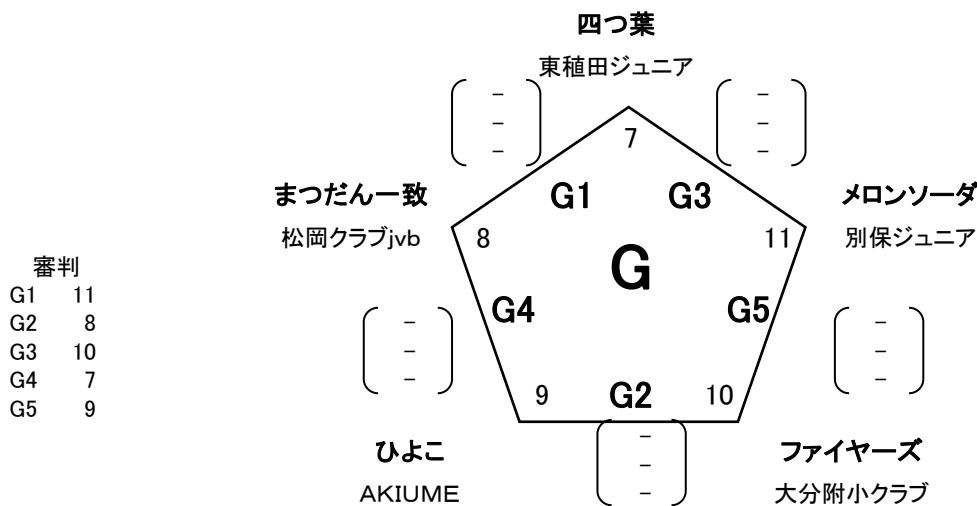 四つ葉
東稙田ジュニア
- -
- -
- -
7
まつだん一致 G1 G3 メロンソーダ
松岡クラブjvb 8 11 別保ジュニア
G
審判
G1 11
G2 8
G3 10
G4 7
G5 9
G4 G5
- -
- -
- -
9 G2 10
ひよこ
-
-
-
ファイヤーズ
AKIUME
大分附小クラブ